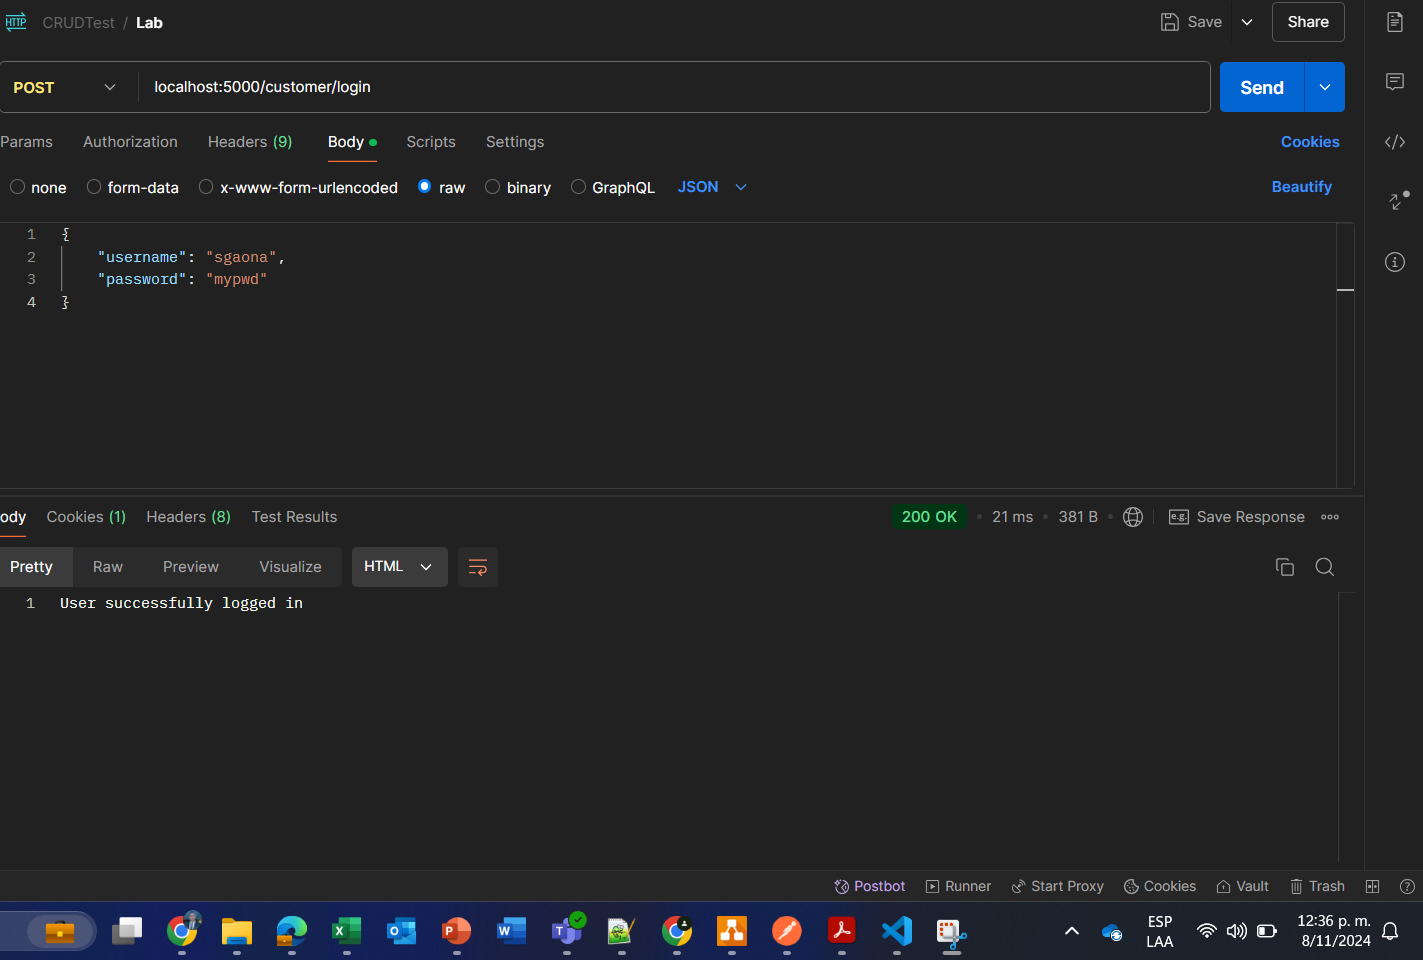 HTTP CRUDTest / Lab Save Share
POST localhost:5000/customer/login Send
Params Authorization Headers (9) Body Scripts Settings Cookies
none form-data x-www-form-urlencoded raw binary GraphQL JSON Beautify
1 {
2 "username": "sgaona",
3 "password": "mypwd"
4 }
ody Cookies (1) Headers (8) Test Results 200 OK • 21 ms • 381 B • e.g. Save Response
Pretty Raw Preview Visualize HTML
1 User successfully logged in
Postbot Runner Start Proxy Cookies Vault Trash
ESP 12:36 p. m.
LAA 8/11/2024